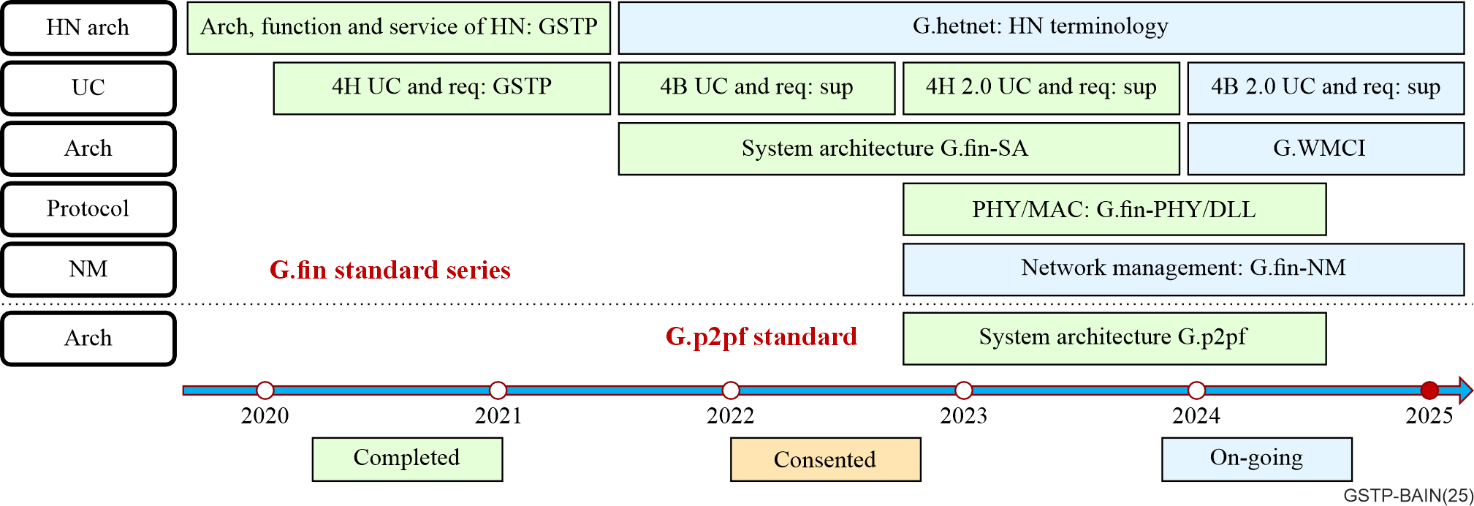 HN arch
Arch, function and service of HN: GSTP
G.hetnet: HN terminology
UC
4H UC and req: GSTP
4B UC and req: sup
4H 2.0 UC and req: sup
4B 2.0 UC and req: sup
Arch
System architecture G.fin-SA
G.WMCI
Protocol
PHY/MAC: G.fin-PHY/DLL
NM
G.fin standard series
Network management: G.fin-NM
Arch
G.p2pf standard
System architecture G.p2pf
2020
2021
2022
2023
2024
2025
Completed
Consented
On-going
GSTP-BAIN(25)